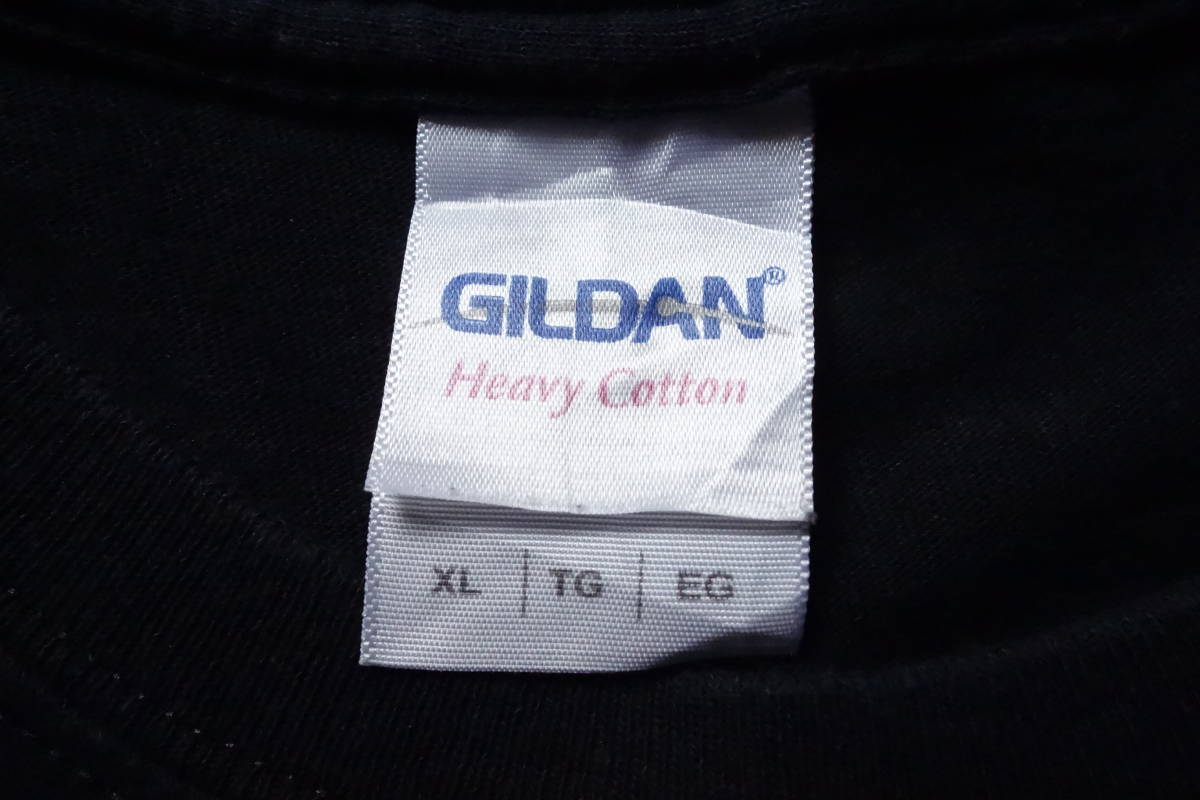 GILDAN®
Heavy Cotton
XL | TG | EG